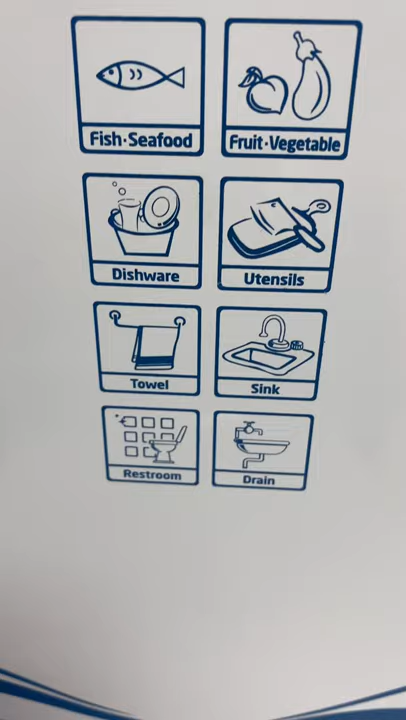 Fish·Seafood
Fruit·Vegetable
Dishware
Utensils
Towel
Sink
Restroom
Drain